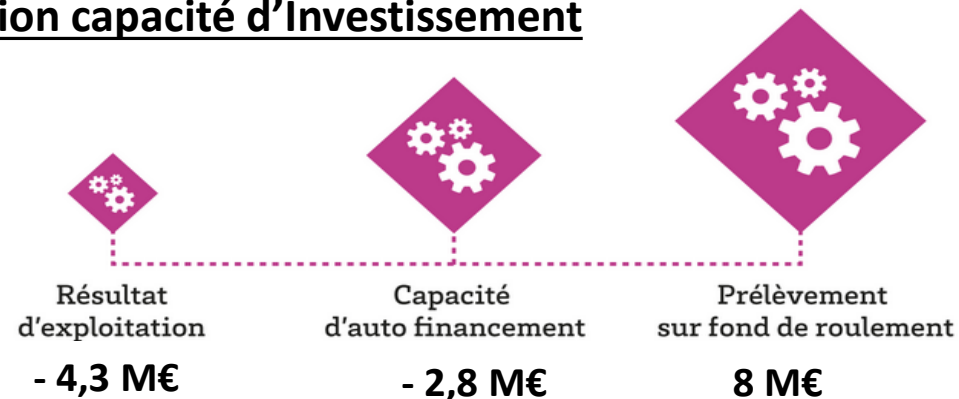 ion capacité d’Investissement
Résultat
d'exploitation
Capacité
d'auto financement
Prélèvement
sur fond de roulement
- 4,3 M€
- 2,8 M€
8 M€